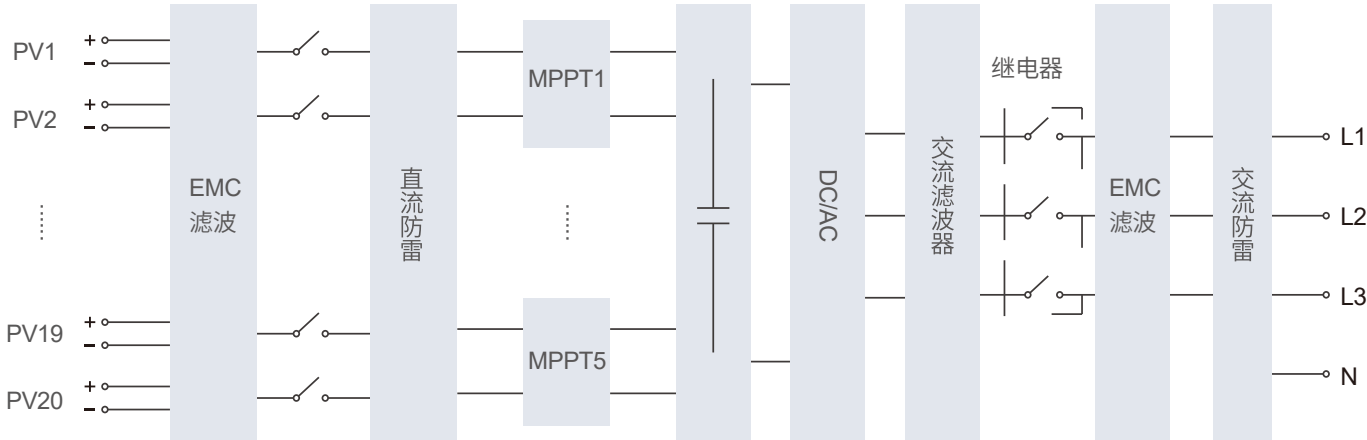 PV1
+
-
PV2
+
-
PV19
+
-
PV20
+
-
EMC
滤波
直流防雷
MPPT1
MPPT5
DC/AC
交流滤波器
继电器
EMC
滤波
交流防雷
L1
L2
L3
N